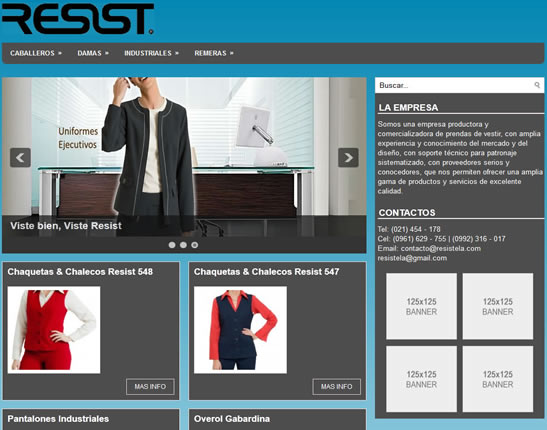 RESIST
CABALLEROS » DAMAS » INDUSTRIALES » REMERAS »
Uniformes
Ejecutivos
Viste bien, Viste Resist
Chaquetas & Chalecos Resist 548
MAS INFO
Chaquetas & Chalecos Resist 547
MAS INFO
Pantalones Industriales
Overol Gabardina
Buscar...
LA EMPRESA
Somos una empresa productora y
comercializadora de prendas de vestir, con amplia
experiencia y conocimiento del mercado y del
diseño, con soporte técnico para patronaje
sistematizado, con proveedores serios y
conocedores, que nos permiten ofrecer una amplia
gama de productos y servicios de excelente
calidad.
CONTACTOS
Tel: (021) 454 - 178
Cel: (0961) 629 - 755 | (0992) 316 - 017
Email: contacto@resistela.com
resistela@gmail.com
125x125
BANNER
125x125
BANNER
125x125
BANNER
125x125
BANNER